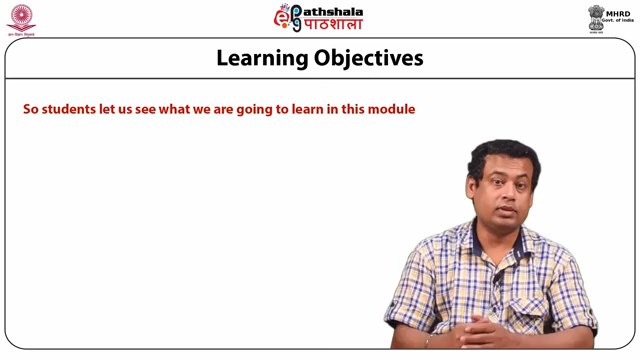 ePathshala
पाठशाला
MHRD
Govt. of India
Learning Objectives
So students let us see what we are going to learn in this module